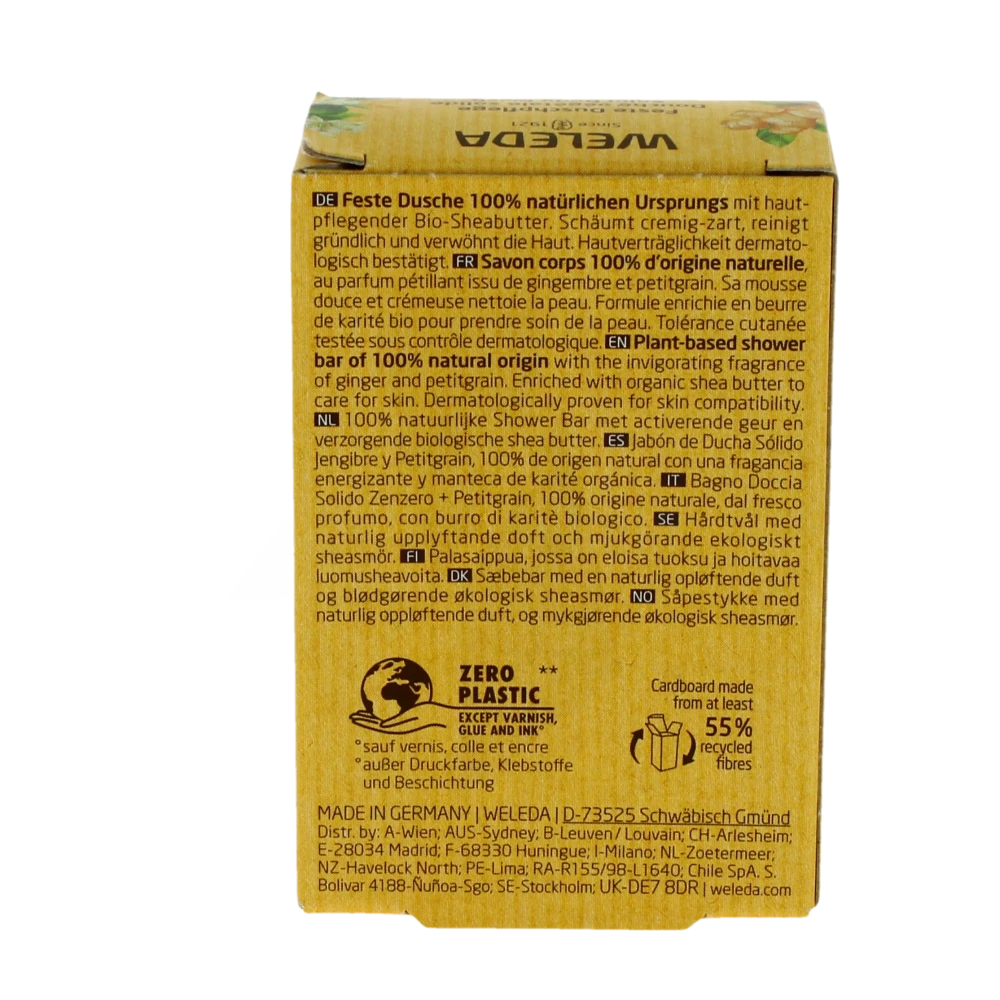 WELEDA
Since 1921
Feste Duschpflege
Douche végétale solide
DE Feste Dusche 100% natürlichen Ursprungs mit haut-
pflegender Bio-Sheabutter. Schäumt cremig-zart, reinigt
gründlich und verwöhnt die Haut. Hautverträglichkeit dermato-
logisch bestätigt. FR Savon corps 100% d'origine naturelle,
au parfum pétillant issu de gingembre et petitgrain. Sa mousse
douce et crémeuse nettoie la peau. Formule enrichie en beurre
de karité bio pour prendre soin de la peau. Tolérance cutanée
testée sous contrôle dermatologique. EN Plant-based shower
bar of 100% natural origin with the invigorating fragrance
of ginger and petitgrain. Enriched with organic shea butter to
care for skin. Dermatologically proven for skin compatibility.
NL 100% natuurlijke Shower Bar met activerende geur en
verzorgende biologische shea butter. ES Jabón de Ducha Sólido
Jengibre y Petitgrain, 100% de origen natural con una fragancia
energizante y manteca de karité orgánica. IT Bagno Doccia
Solido Zenzero + Petitgrain, 100% origine naturale, dal fresco
profumo, con burro di karitè biologico. SE Hårdtvål med
naturlig upplyftande doft och mjukgörande ekologiskt
sheasmör. FI Palasaippua, jossa on eloisa tuoksu ja hoitavaa
luomusheavoita. DK Sæbebar med en naturlig opløftende duft
og blødgørende økologisk sheasmør. NO Såpestykke med
naturlig oppløftende duft, og mykgjørende økologisk sheasmør.
ZERO **
PLASTIC
EXCEPT VARNISH,
GLUE AND INK°
°sauf vernis, colle et encre
°außer Druckfarbe, Klebstoffe
und Beschichtung
Cardboard made
from at least
55%
recycled
fibres
MADE IN GERMANY | WELEDA | D-73525 Schwäbisch Gmünd
Distr. by: A-Wien; AUS-Sydney; B-Leuven / Louvain; CH-Arlesheim;
E-28034 Madrid; F-68330 Huningue; I-Milano; NL-Zoetermeer;
NZ-Havelock North; PE-Lima; RA-R155/98-L1640; Chile SpA. S.
Bolivar 4188-Ñuñoa-Sgo; SE-Stockholm; UK-DE7 8DR | weleda.com